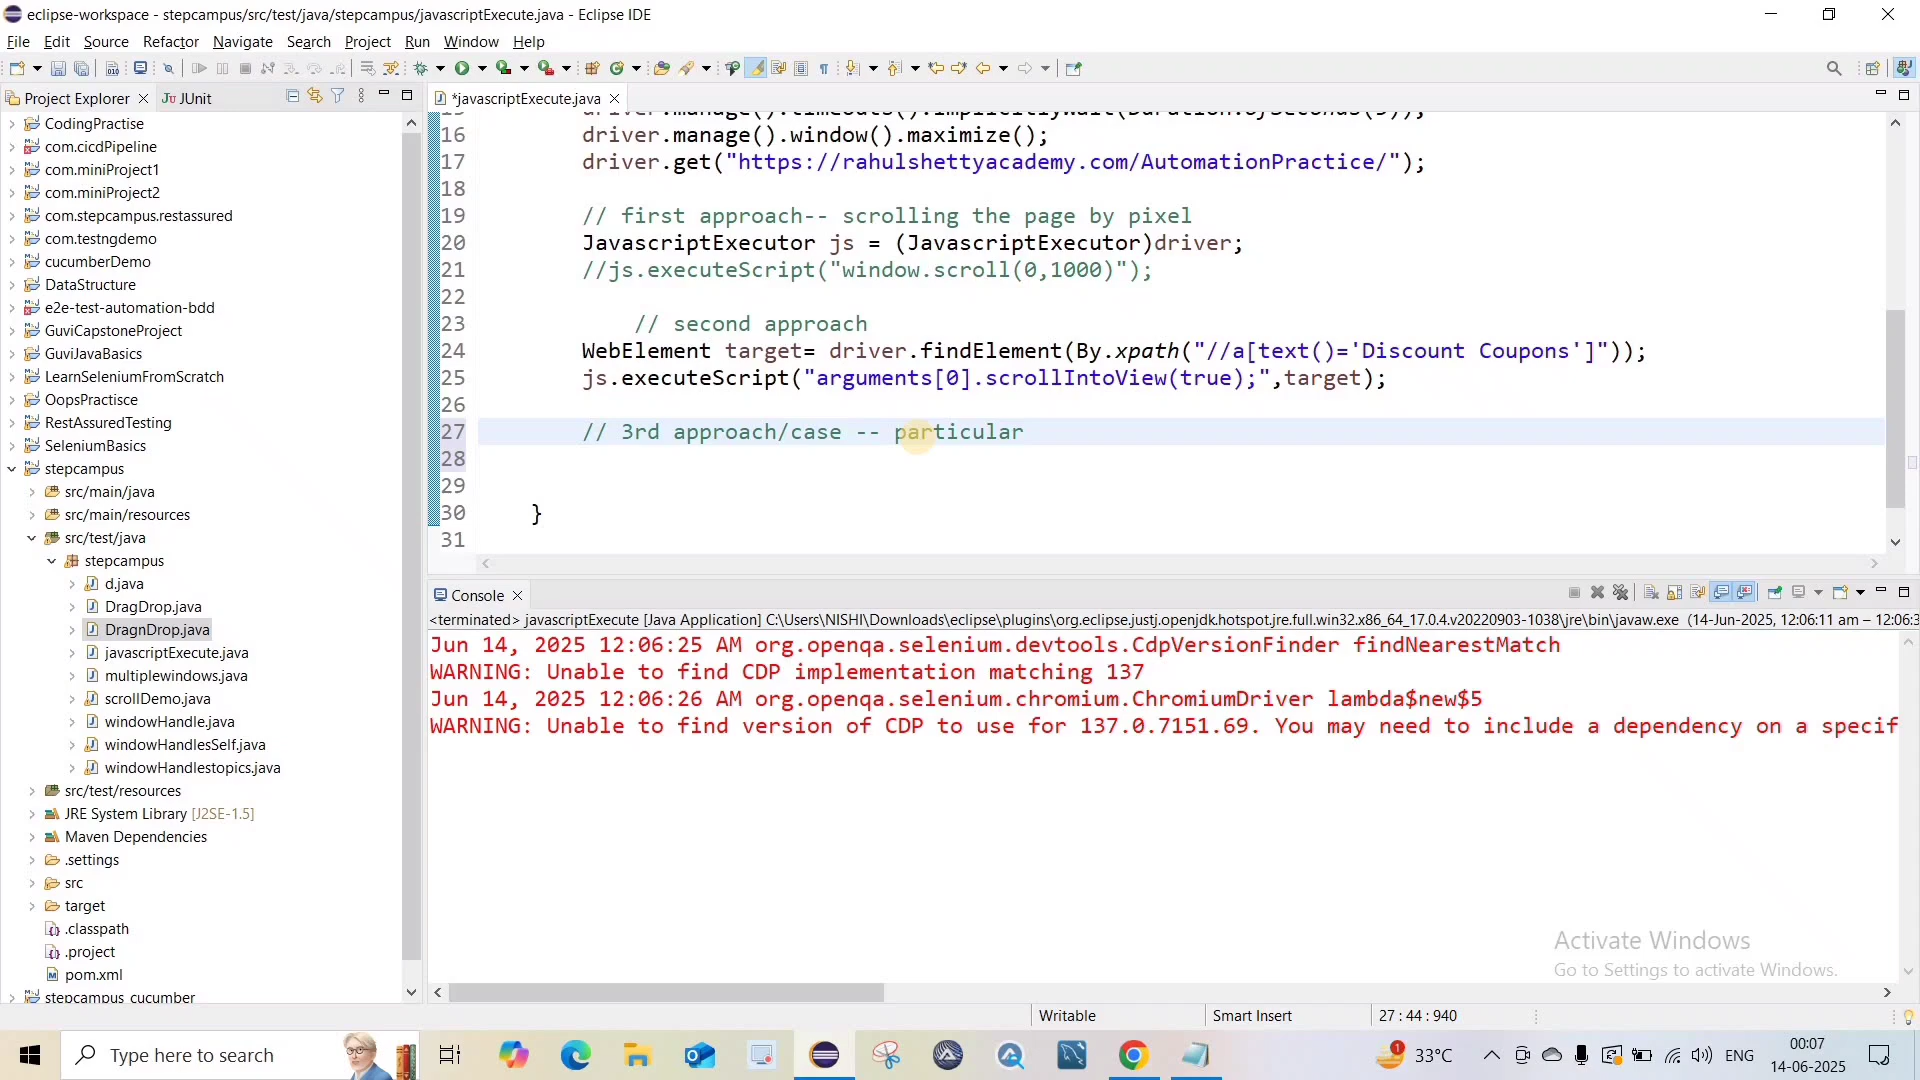 eclipse-workspace - stepcampus/src/test/java/stepcampus/javascriptExecute.java - Eclipse IDE
File Edit Source Refactor Navigate Search Project Run Window Help
Project Explorer
JUnit
*javascriptExecute.java
CodingPractise
com.cicdPipeline
com.miniProject1
com.miniProject2
com.stepcampus.restassured
com.testngdemo
cucumberDemo
DataStructure
e2e-test-automation-bdd
GuviCapstoneProject
GuviJavaBasics
LearnSeleniumFromScratch
OopsPractisce
RestAssuredTesting
SeleniumBasics
stepcampus
src/main/java
src/main/resources
src/test/java
stepcampus
d.java
DragDrop.java
DragnDrop.java
javascriptExecute.java
multiplewindows.java
scrollDemo.java
windowHandle.java
windowHandlesSelf.java
windowHandlestopics.java
src/test/resources
JRE System Library [J2SE-1.5]
Maven Dependencies
.settings
src
target
.classpath
.project
pom.xml
stepcampus_cucumber
15 driver.manage().timeouts().implicitlyWait(Duration.ofSeconds(5));
16 driver.manage().window().maximize();
17 driver.get("https://rahulshettyacademy.com/AutomationPractice/");
18
19 // first approach-- scrolling the page by pixel
20 JavascriptExecutor js = (JavascriptExecutor)driver;
21 //js.executeScript("window.scroll(0,1000)");
22
23 // second approach
24 WebElement target= driver.findElement(By.xpath("//a[text()='Discount Coupons']"));
25 js.executeScript("arguments[0].scrollIntoView(true);",target);
26
27 // 3rd approach/case -- particular
28
29
30 }
31
Console
<terminated> javascriptExecute [Java Application] C:\Users\NISHI\Downloads\eclipse\plugins\org.eclipse.justj.openjdk.hotspot.jre.full.win32.x86_64_17.0.4.v20220903-1038\jre\bin\javaw.exe (14-Jun-2025, 12:06:11 am – 12:06:3
Jun 14, 2025 12:06:25 AM org.openqa.selenium.devtools.CdpVersionFinder findNearestMatch
WARNING: Unable to find CDP implementation matching 137
Jun 14, 2025 12:06:26 AM org.openqa.selenium.chromium.ChromiumDriver lambda$new$5
WARNING: Unable to find version of CDP to use for 137.0.7151.69. You may need to include a dependency on a specif
Activate Windows
Go to Settings to activate Windows.
Writable
Smart Insert
27 : 44 : 940
Type here to search
1
33°C
ENG
00:07
14-06-2025